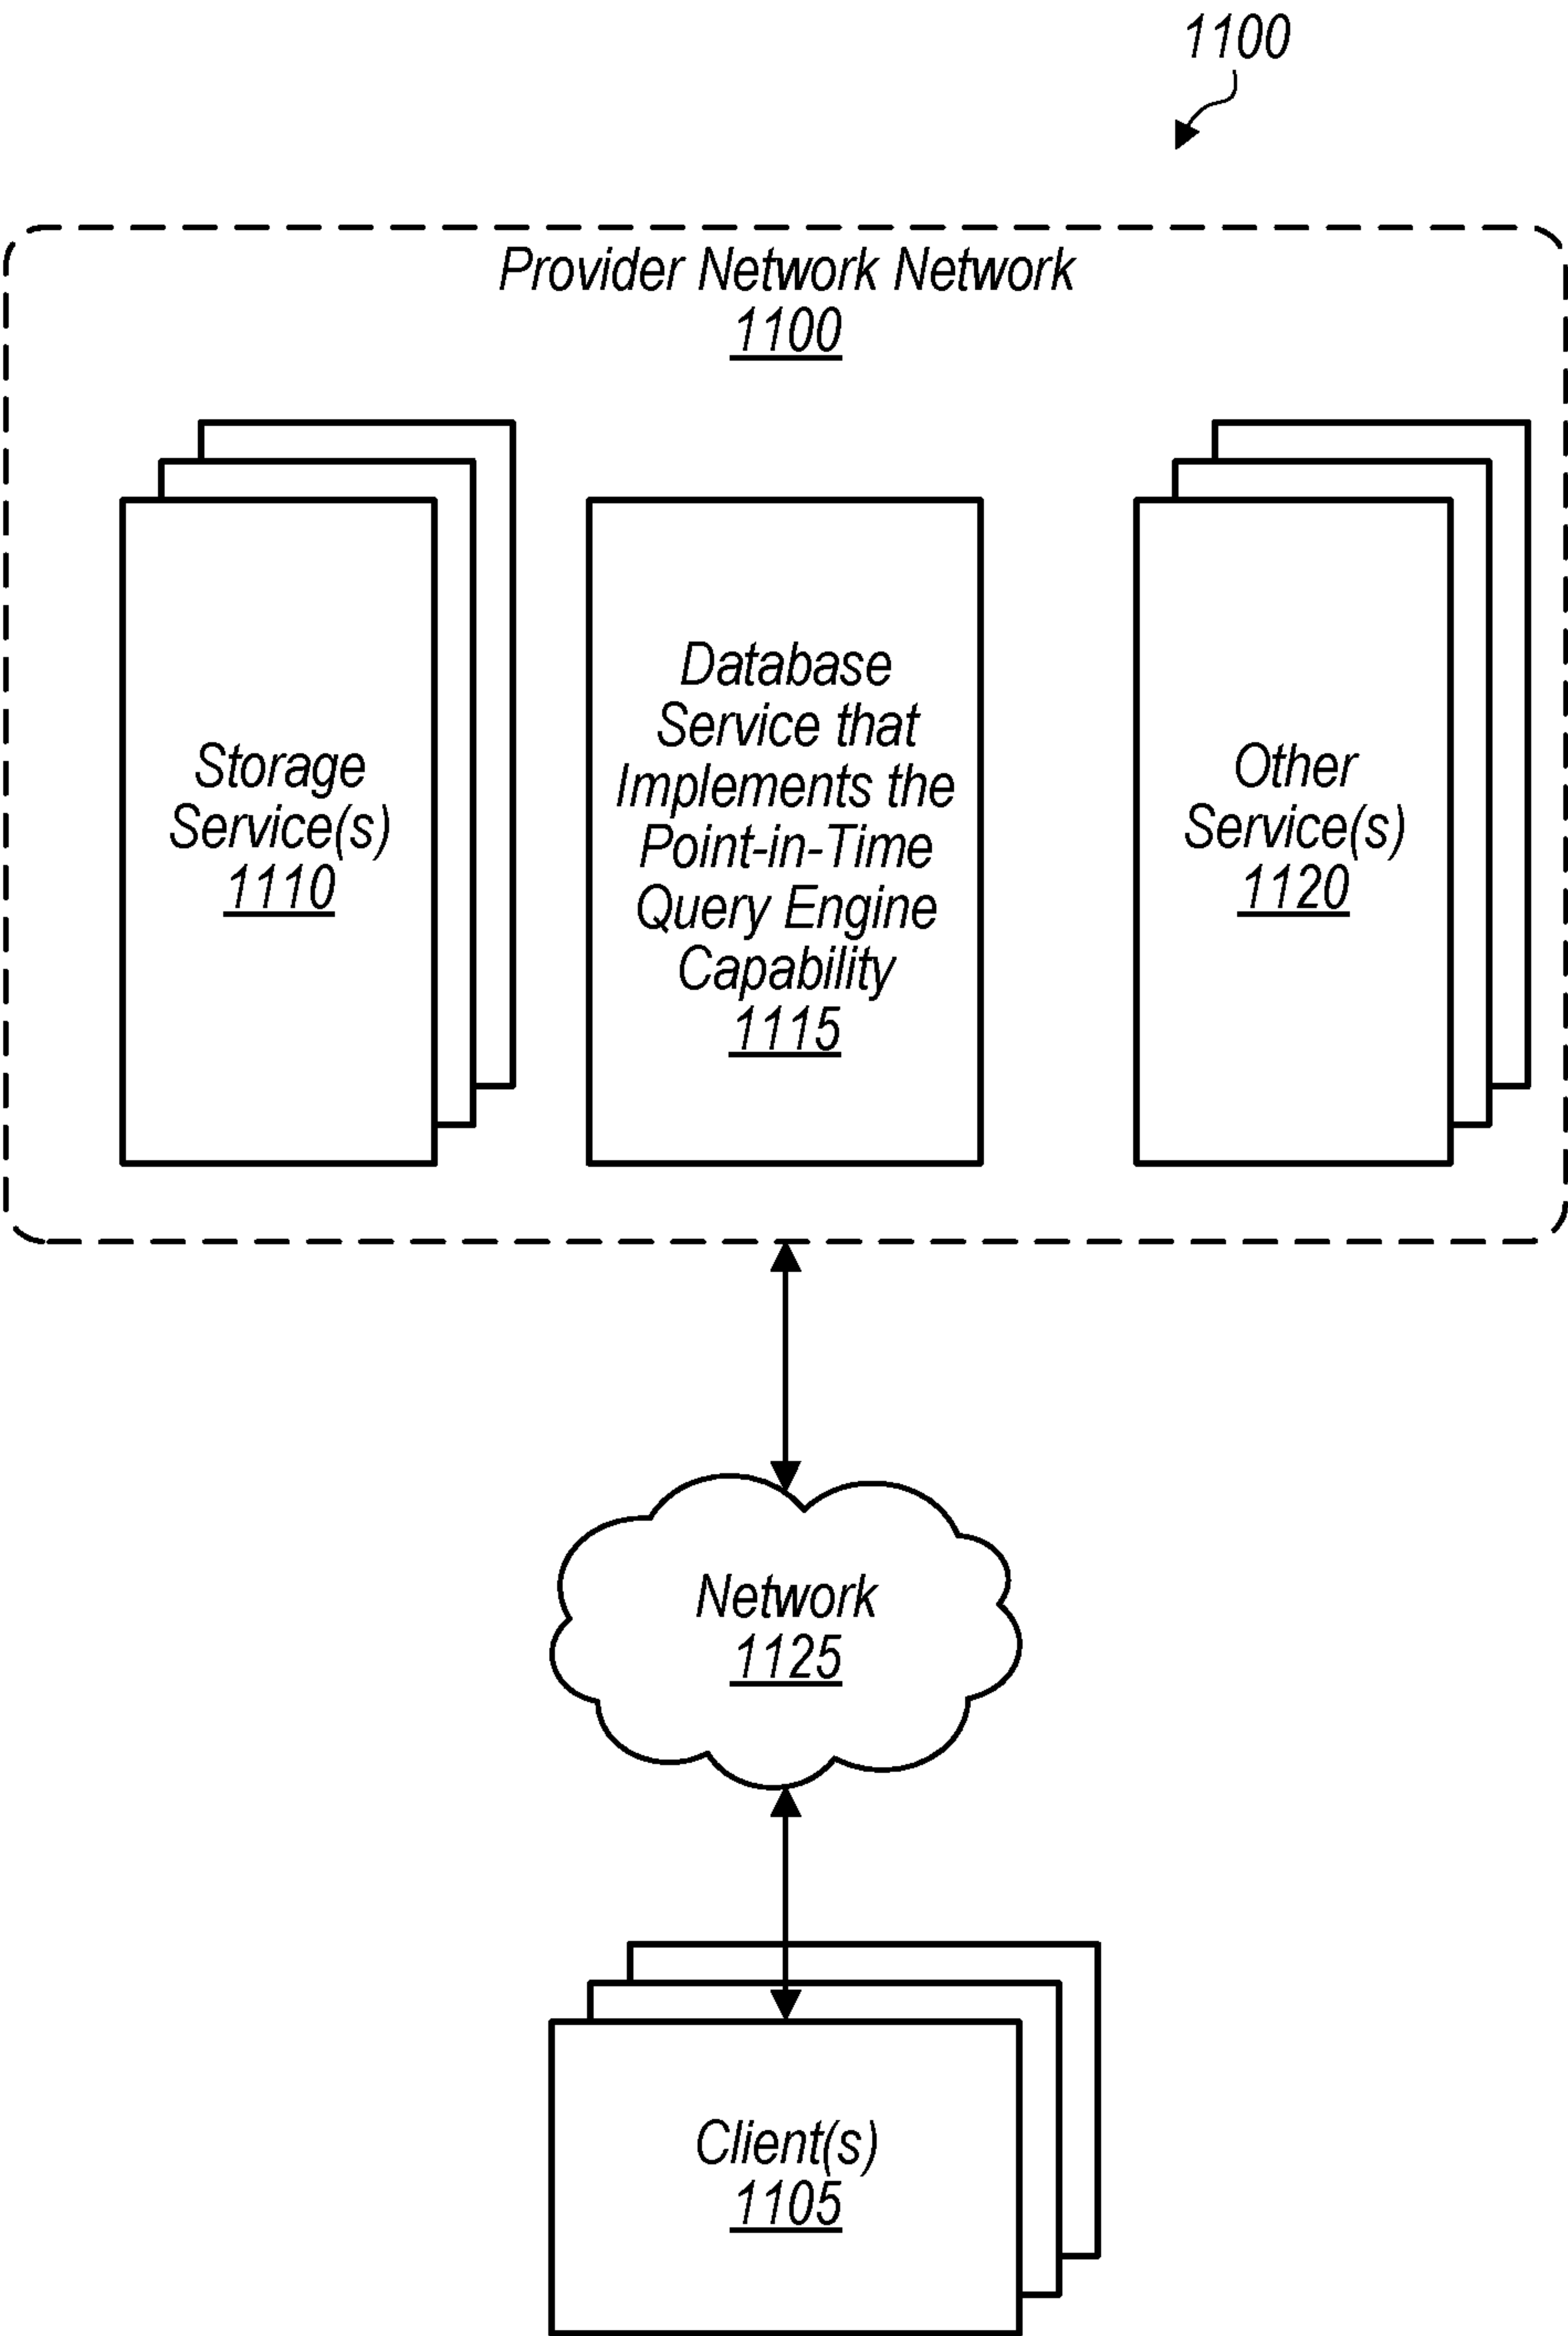 1100
Provider Network Network
1100
Storage
Service(s)
1110
Database
Service that
Implements the
Point-in-Time
Query Engine
Capability
1115
Other
Service(s)
1120
Network
1125
Client(s)
1105